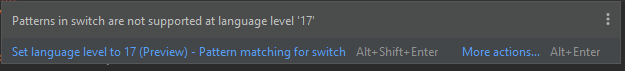 Patterns in switch are not supported at language level '17'
Set language level to 17 (Preview) - Pattern matching for switch Alt+Shift+Enter More actions... Alt+Enter